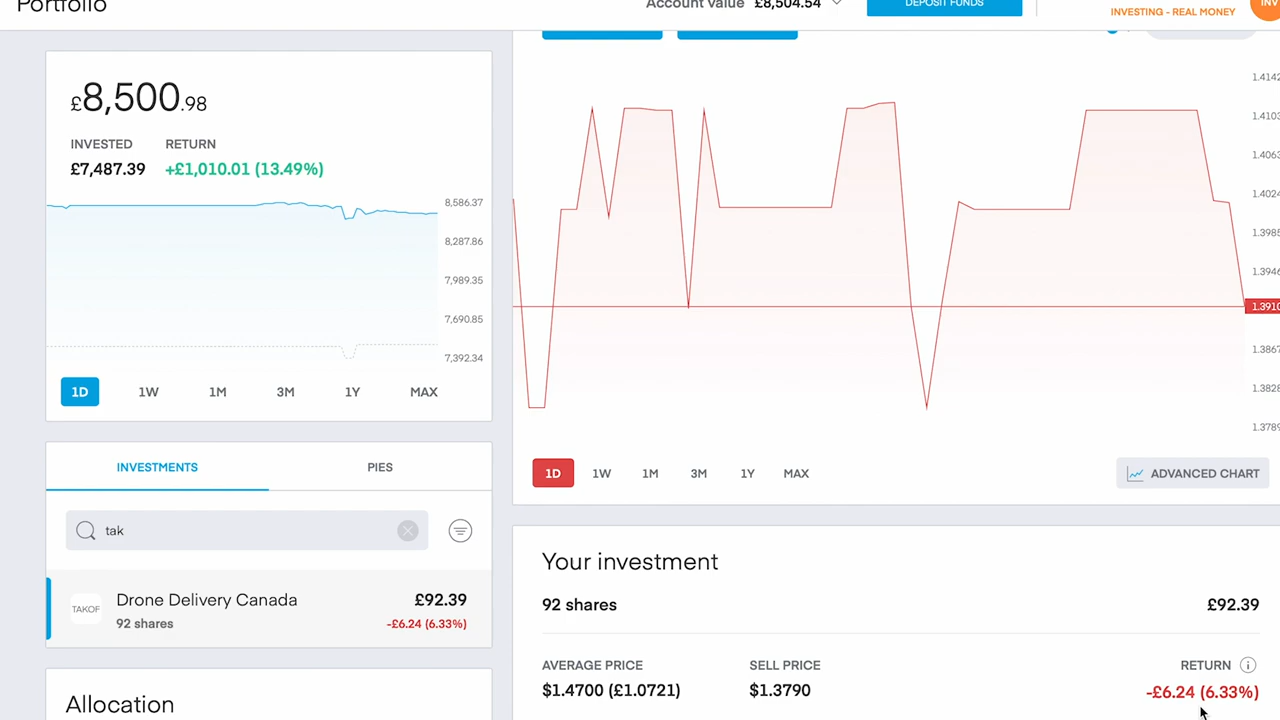 Portfolio
Account value £8,504.54
DEPOSIT FUNDS
INVESTING - REAL MONEY
INV
£8,500.98
INVESTED RETURN
£7,487.39 +£1,010.01 (13.49%)
8,586.37
8,287.86
7,989.35
7,690.85
7,392.34
1D 1W 1M 3M 1Y MAX
INVESTMENTS PIES
tak
TAKOF
Drone Delivery Canada £92.39
92 shares -£6.24 (6.33%)
Allocation
1.4142
1.4103
1.4063
1.4024
1.3985
1.3946
1.3910
1.3867
1.3828
1.3789
1D 1W 1M 3M 1Y MAX
ADVANCED CHART
Your investment
92 shares £92.39
AVERAGE PRICE SELL PRICE RETURN i
$1.4700 (£1.0721) $1.3790 -£6.24 (6.33%)